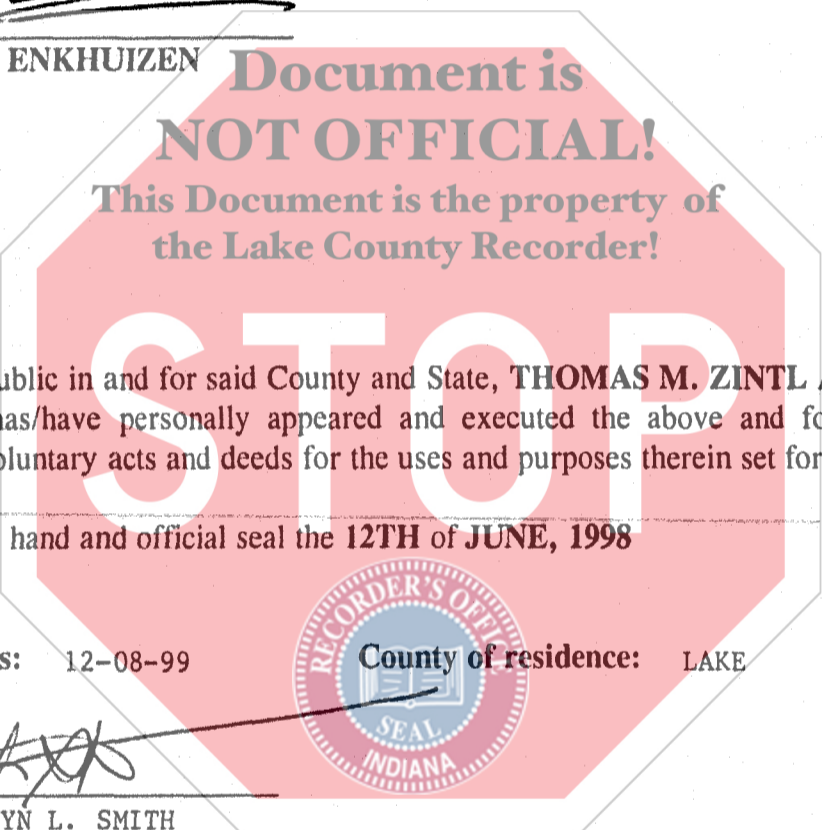 ENKHUIZEN
Document is
NOT OFFICIAL!
This Document is the property of
the Lake County Recorder!
STOP
ublic in and for said County and State, THOMAS M. ZINTL
has/have personally appeared and executed the above and fo
oluntary acts and deeds for the uses and purposes therein set for
hand and official seal the 12TH of JUNE, 1998
RECORDER'S OFFICE
s: 12-08-99 County of residence: LAKE
SEAL
INDIANA
YN L. SMITH